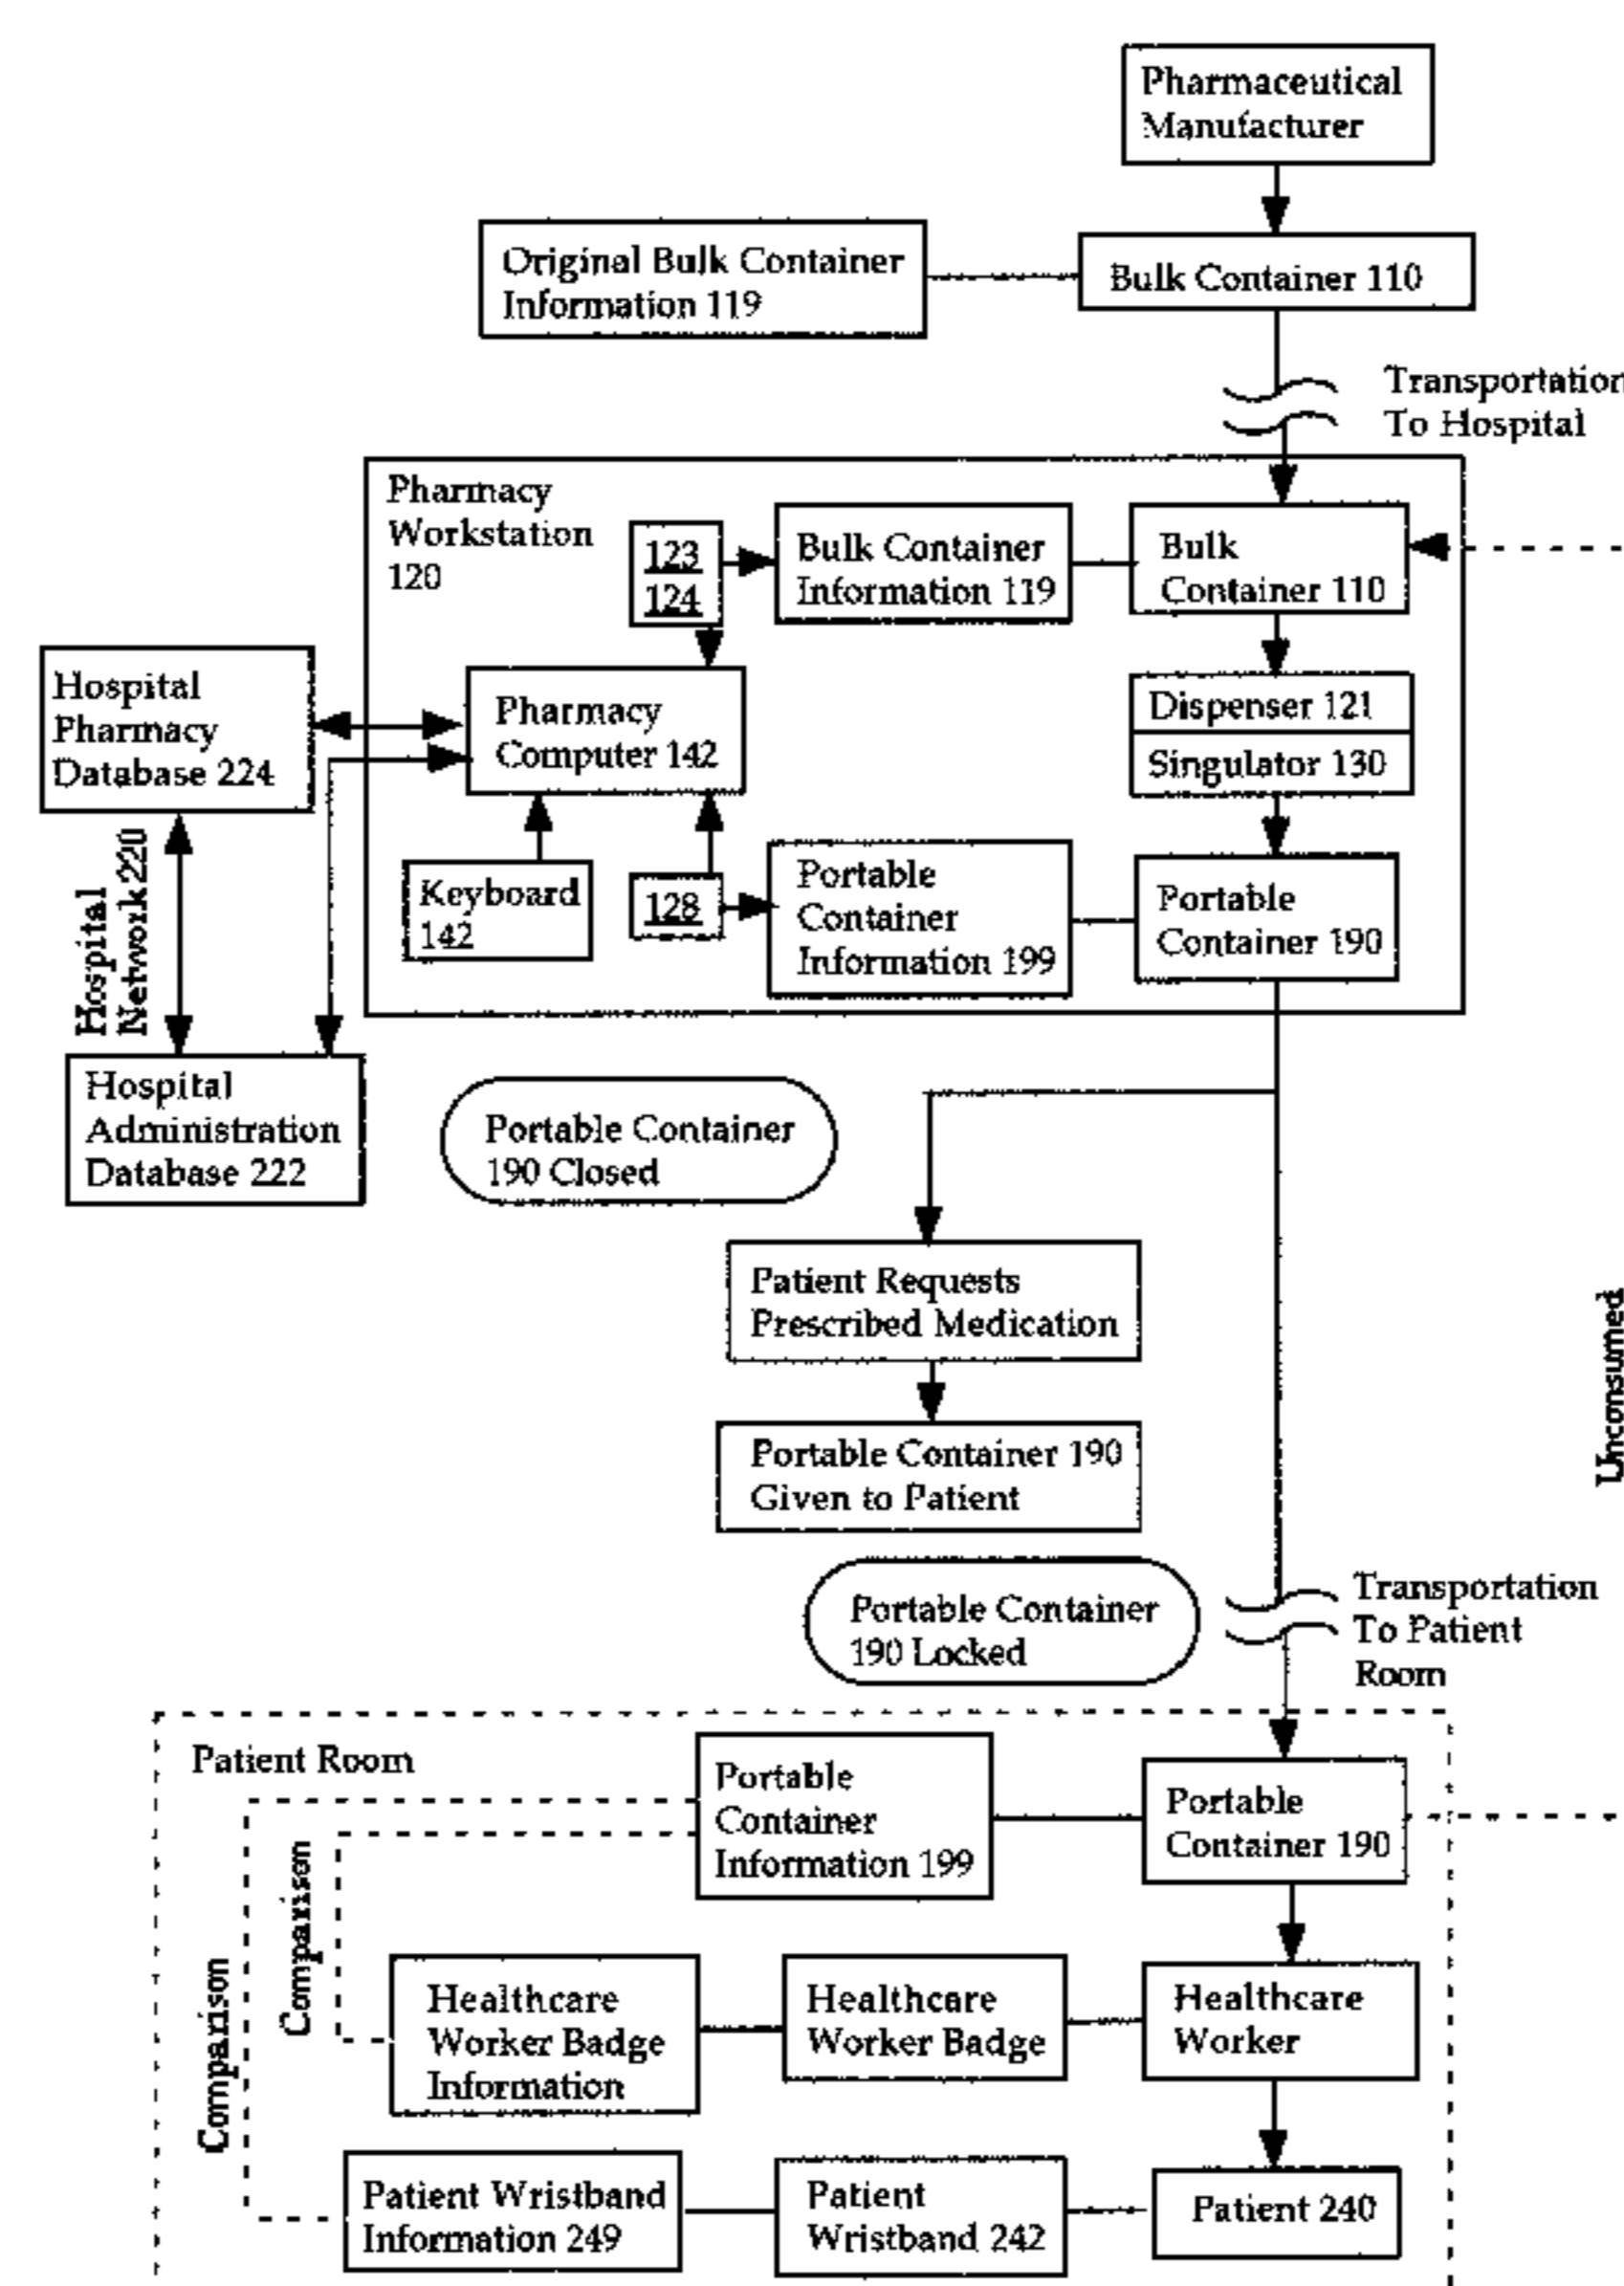 Pharmaceutical
Manufacturer
Original Bulk Container
Information 119
Bulk Container 110
Transportation
To Hospital
Pharmacy
Workstation
120
123
124
Bulk Container
Information 119
Bulk
Container 110
Hospital
Pharmacy
Database 224
Pharmacy
Computer 142
Dispenser 121
Singulator 130
Hospital
Network 220
Keyboard
142
128
Portable
Container
Information 199
Portable
Container 190
Hospital
Administration
Database 222
Portable Container
190 Closed
Patient Requests
Prescribed Medication
Unconsumed
Portable Container 190
Given to Patient
Portable Container
190 Locked
Transportation
To Patient
Room
Patient Room
Portable
Container
Information 199
Portable
Container 190
Comparison
Comparison
Healthcare
Worker Badge
Information
Healthcare
Worker Badge
Healthcare
Worker
Patient Wristband
Information 249
Patient
Wristband 242
Patient 240